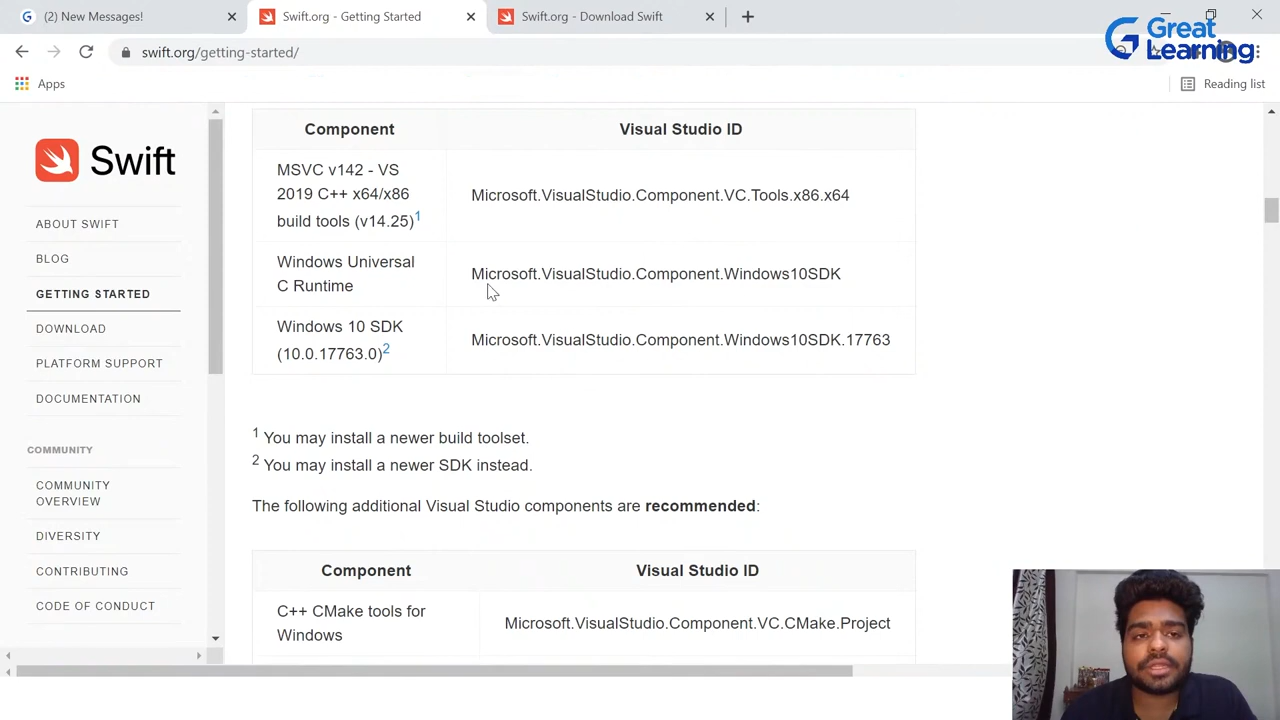 (2) New Messages!
Swift.org - Getting Started
Swift.org - Download Swift
Great
Learning
swift.org/getting-started/
Apps
Reading list
Swift
ABOUT SWIFT
BLOG
GETTING STARTED
DOWNLOAD
PLATFORM SUPPORT
DOCUMENTATION
COMMUNITY
COMMUNITY
OVERVIEW
DIVERSITY
CONTRIBUTING
CODE OF CONDUCT
Component Visual Studio ID
MSVC v142 - VS
2019 C++ x64/x86
build tools (v14.25)1
Microsoft.VisualStudio.Component.VC.Tools.x86.x64
Windows Universal
C Runtime
Microsoft.VisualStudio.Component.Windows10SDK
Windows 10 SDK
(10.0.17763.0)2
Microsoft.VisualStudio.Component.Windows10SDK.17763
1 You may install a newer build toolset.
2 You may install a newer SDK instead.
The following additional Visual Studio components are recommended:
Component Visual Studio ID
C++ CMake tools for
Windows
Microsoft.VisualStudio.Component.VC.CMake.Project